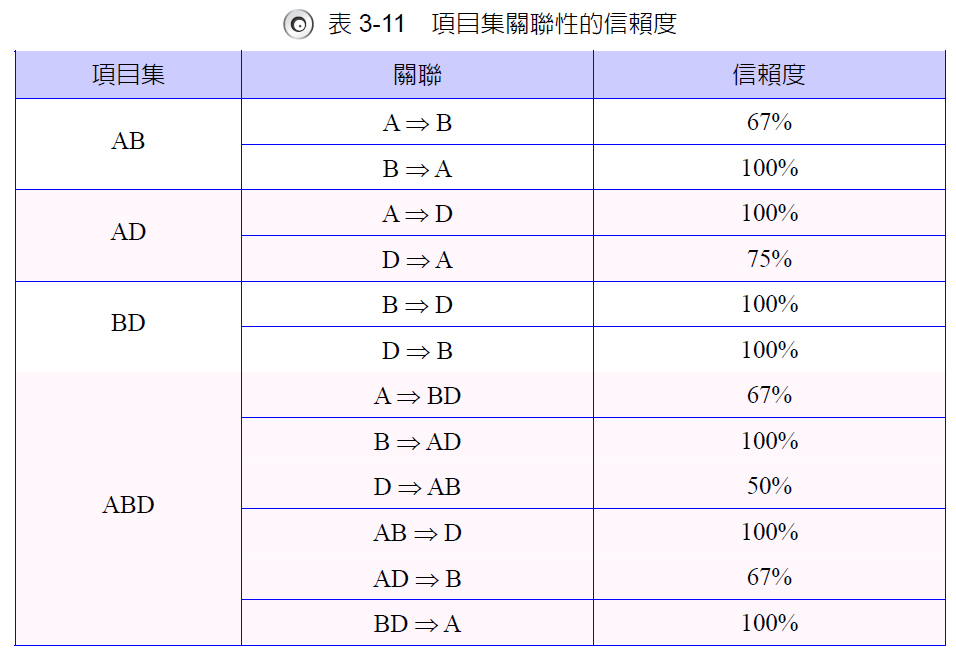 表 3-11 項目集關聯性的信賴度
項目集 關聯 信賴度
AB
A ⇒ B 67%
B ⇒ A 100%
AD
A ⇒ D 100%
D ⇒ A 75%
BD
B ⇒ D 100%
D ⇒ B 100%
ABD
A ⇒ BD 67%
B ⇒ AD 100%
D ⇒ AB 50%
AB ⇒ D 100%
AD ⇒ B 67%
BD ⇒ A 100%